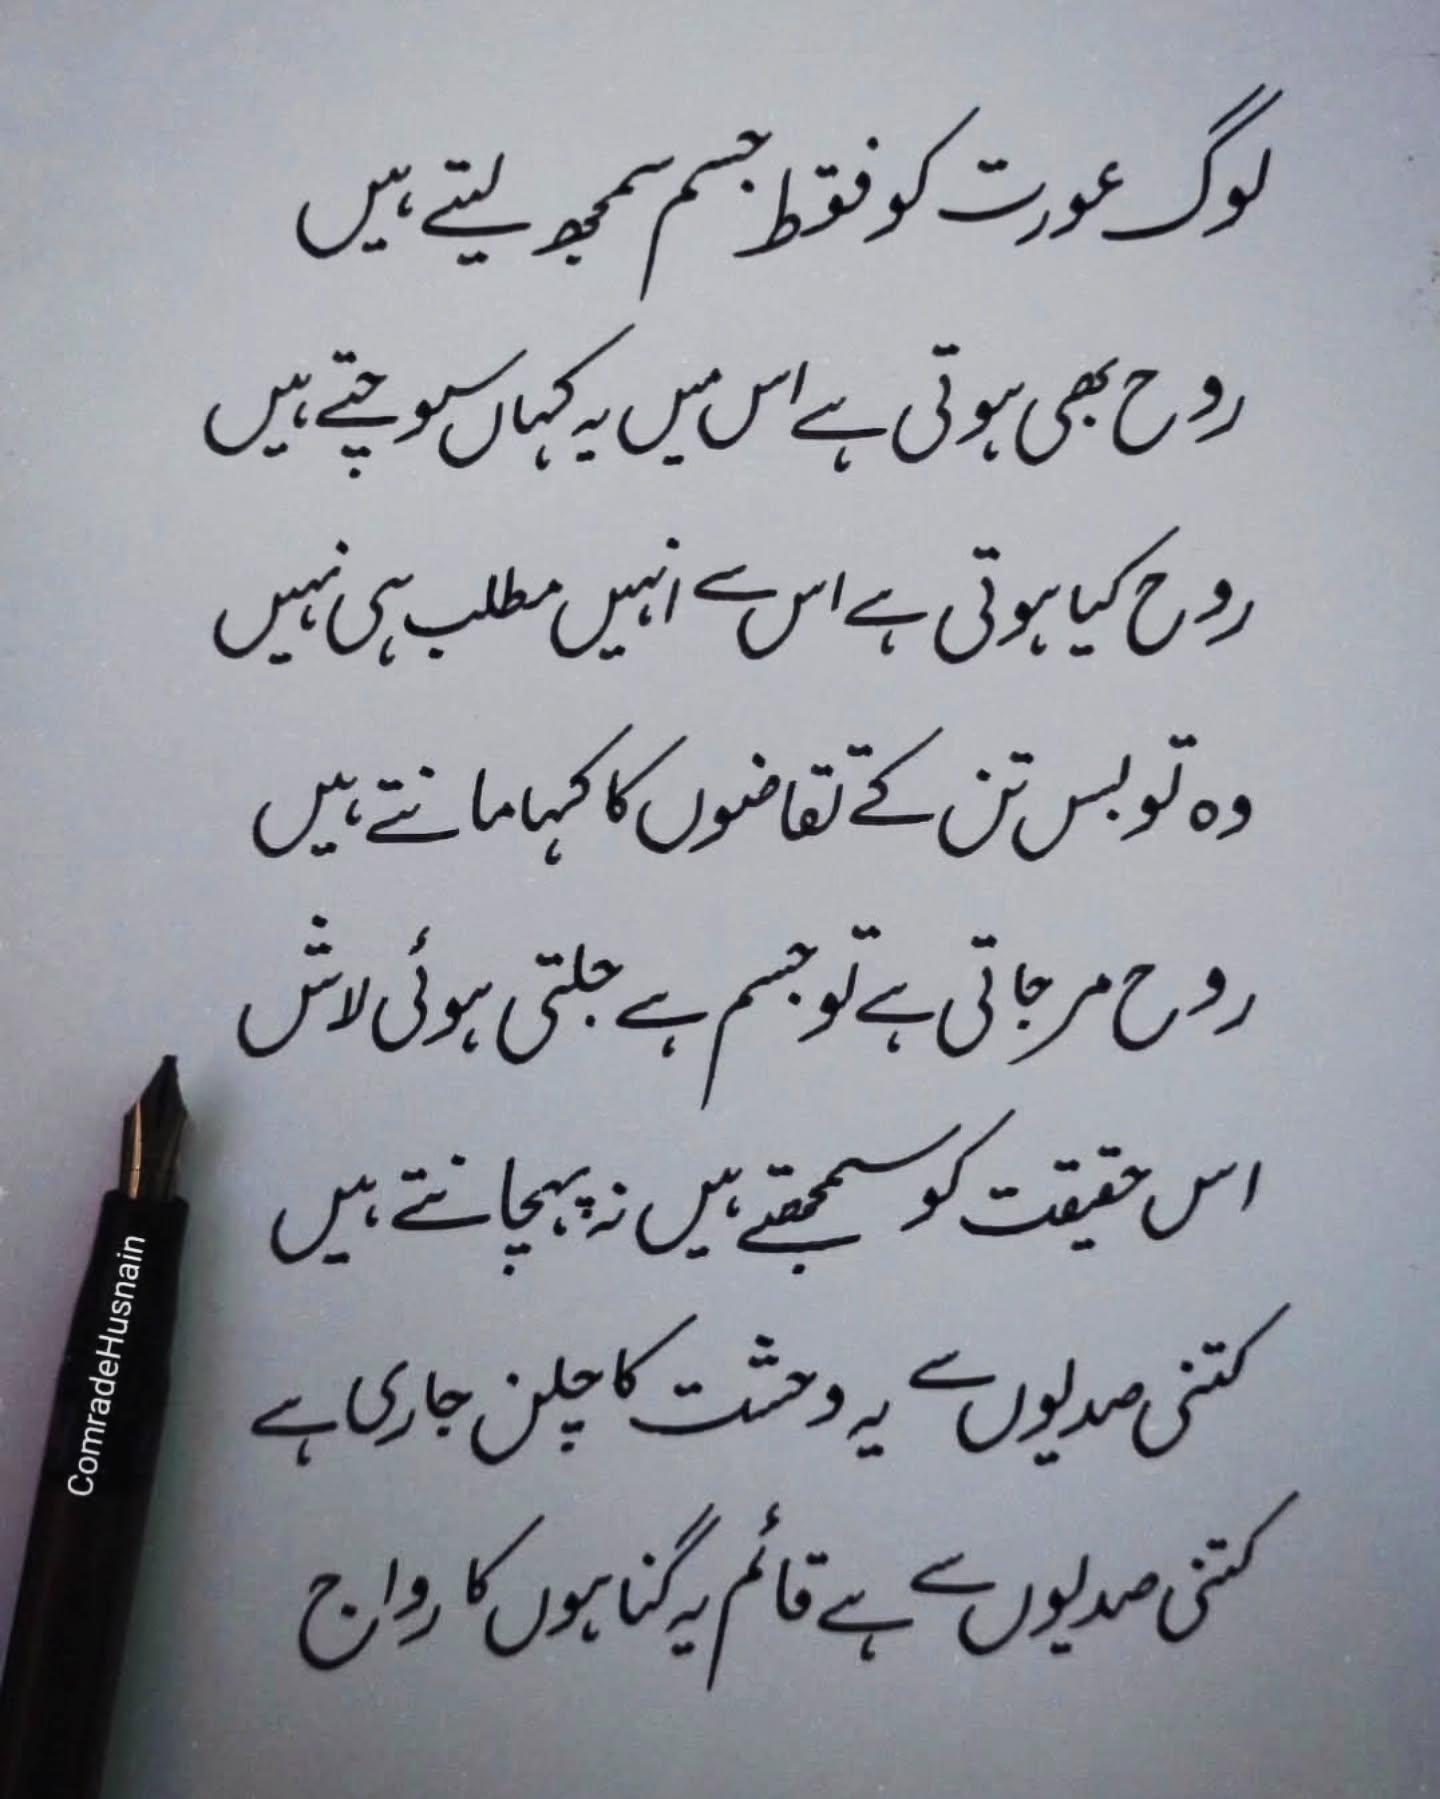 لوگ عورت کو فقط جسم سمجھ لیتے ہیں
روح بھی ہوتی ہے اس میں یہ کہاں سوچتے ہیں
روح کیا ہوتی ہے اس سے انہیں مطلب ہی نہیں
وہ تو بس تن کے تقاضوں کا کہا مانتے ہیں
روح مر جاتی ہے تو جسم ہے جلتی ہوئی لاش
اس حقیقت کو سمجھتے ہیں نہ پہچانتے ہیں
کتنی صدیوں سے یہ وحشت کا چلن جاری ہے
کتنی صدیوں سے ہے قائم یہ گناہوں کا رواج
ComradeHusnain